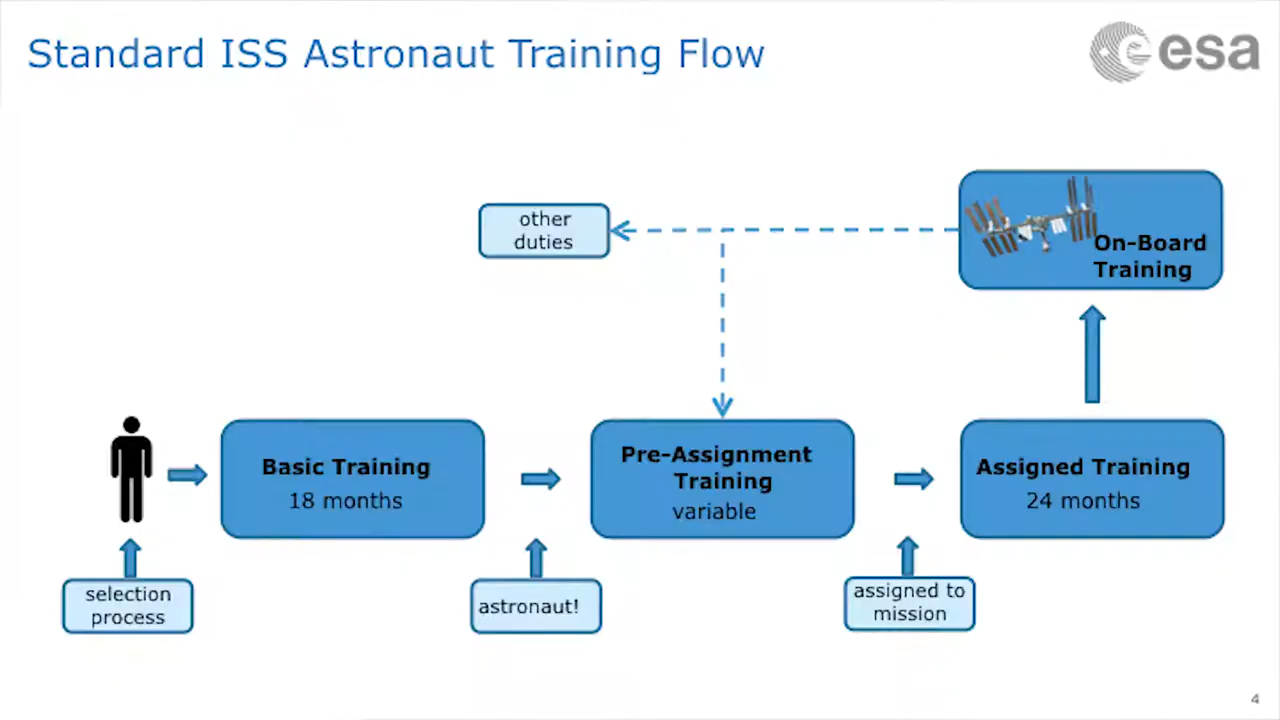 Standard ISS Astronaut Training Flow
esa
other
duties
On-Board
Training
Basic Training
18 months
Pre-Assignment
Training
variable
Assigned Training
24 months
selection
process
astronaut!
assigned to
mission
4